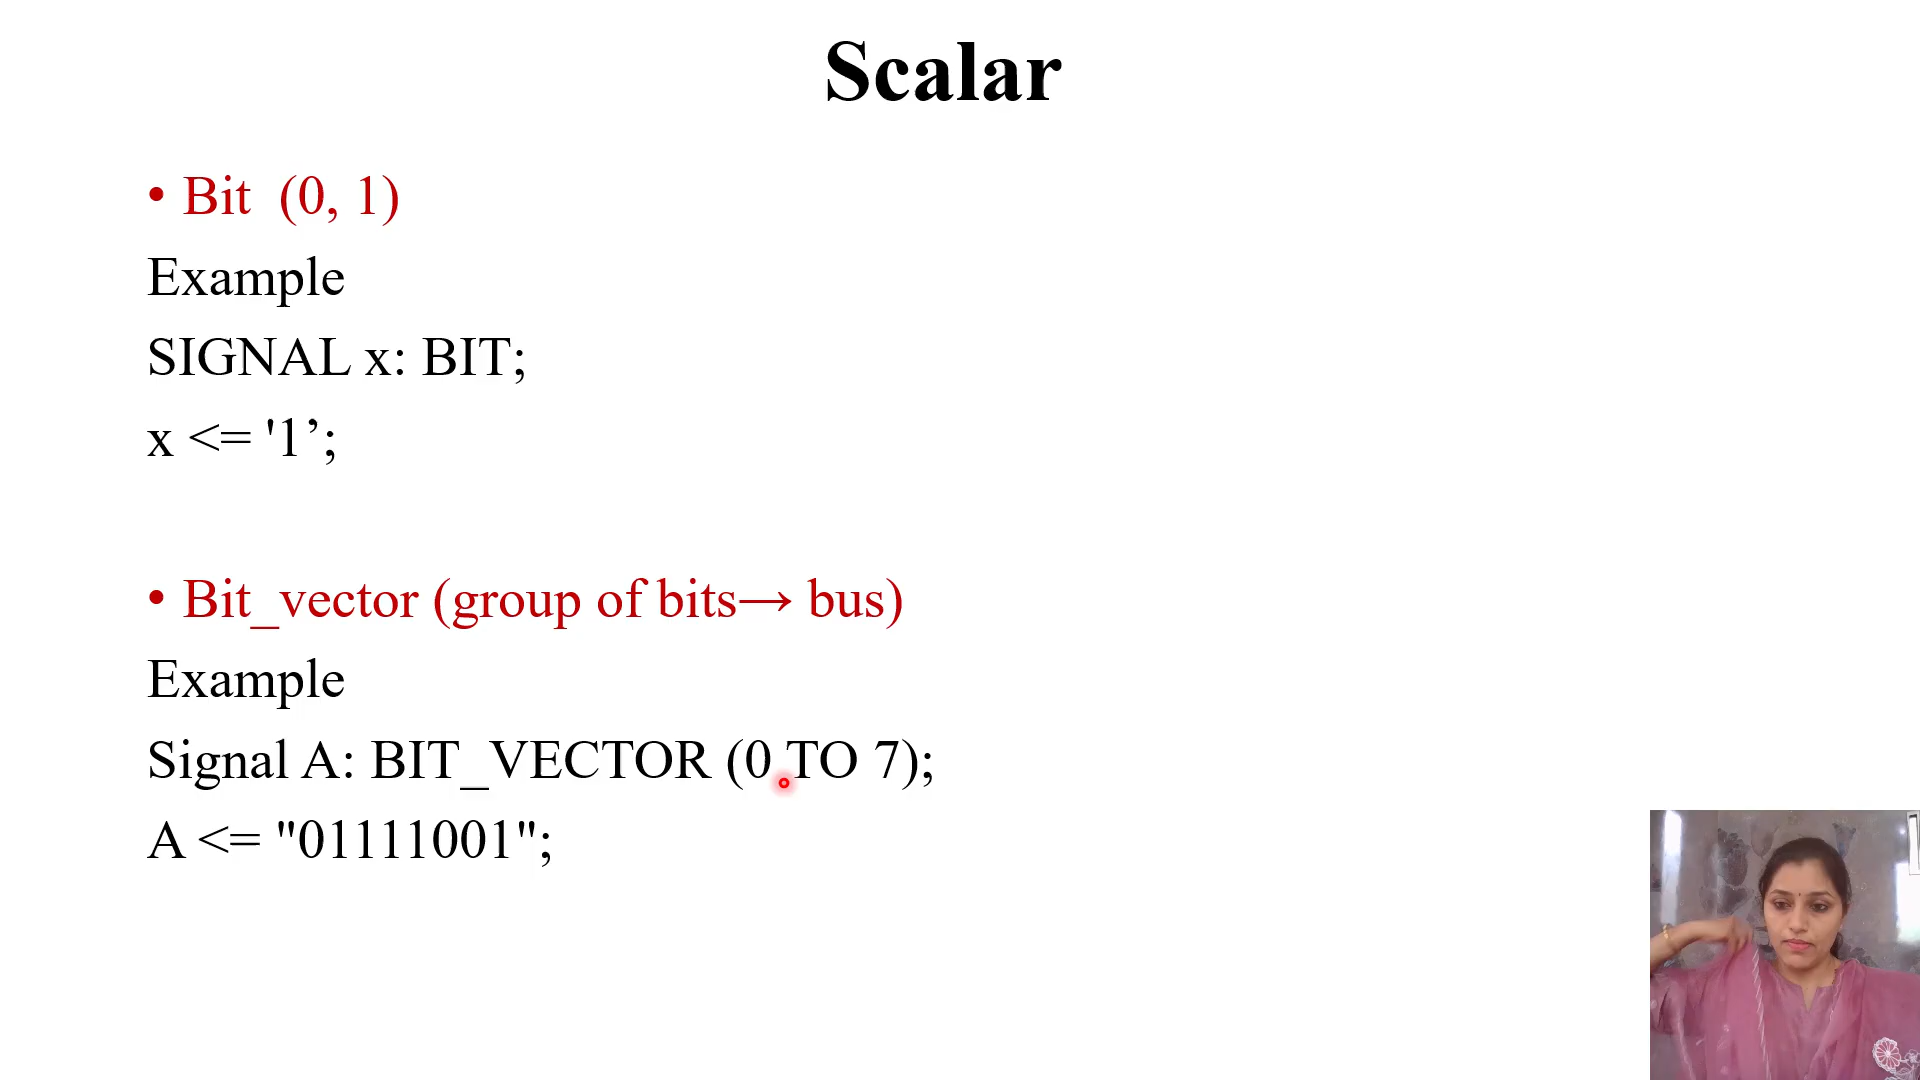 Scalar
• Bit  (0, 1)
Example
SIGNAL x: BIT;
x <= '1’;
• Bit_vector (group of bits→ bus)
Example
Signal A: BIT_VECTOR (0 TO 7);
A <= "01111001";